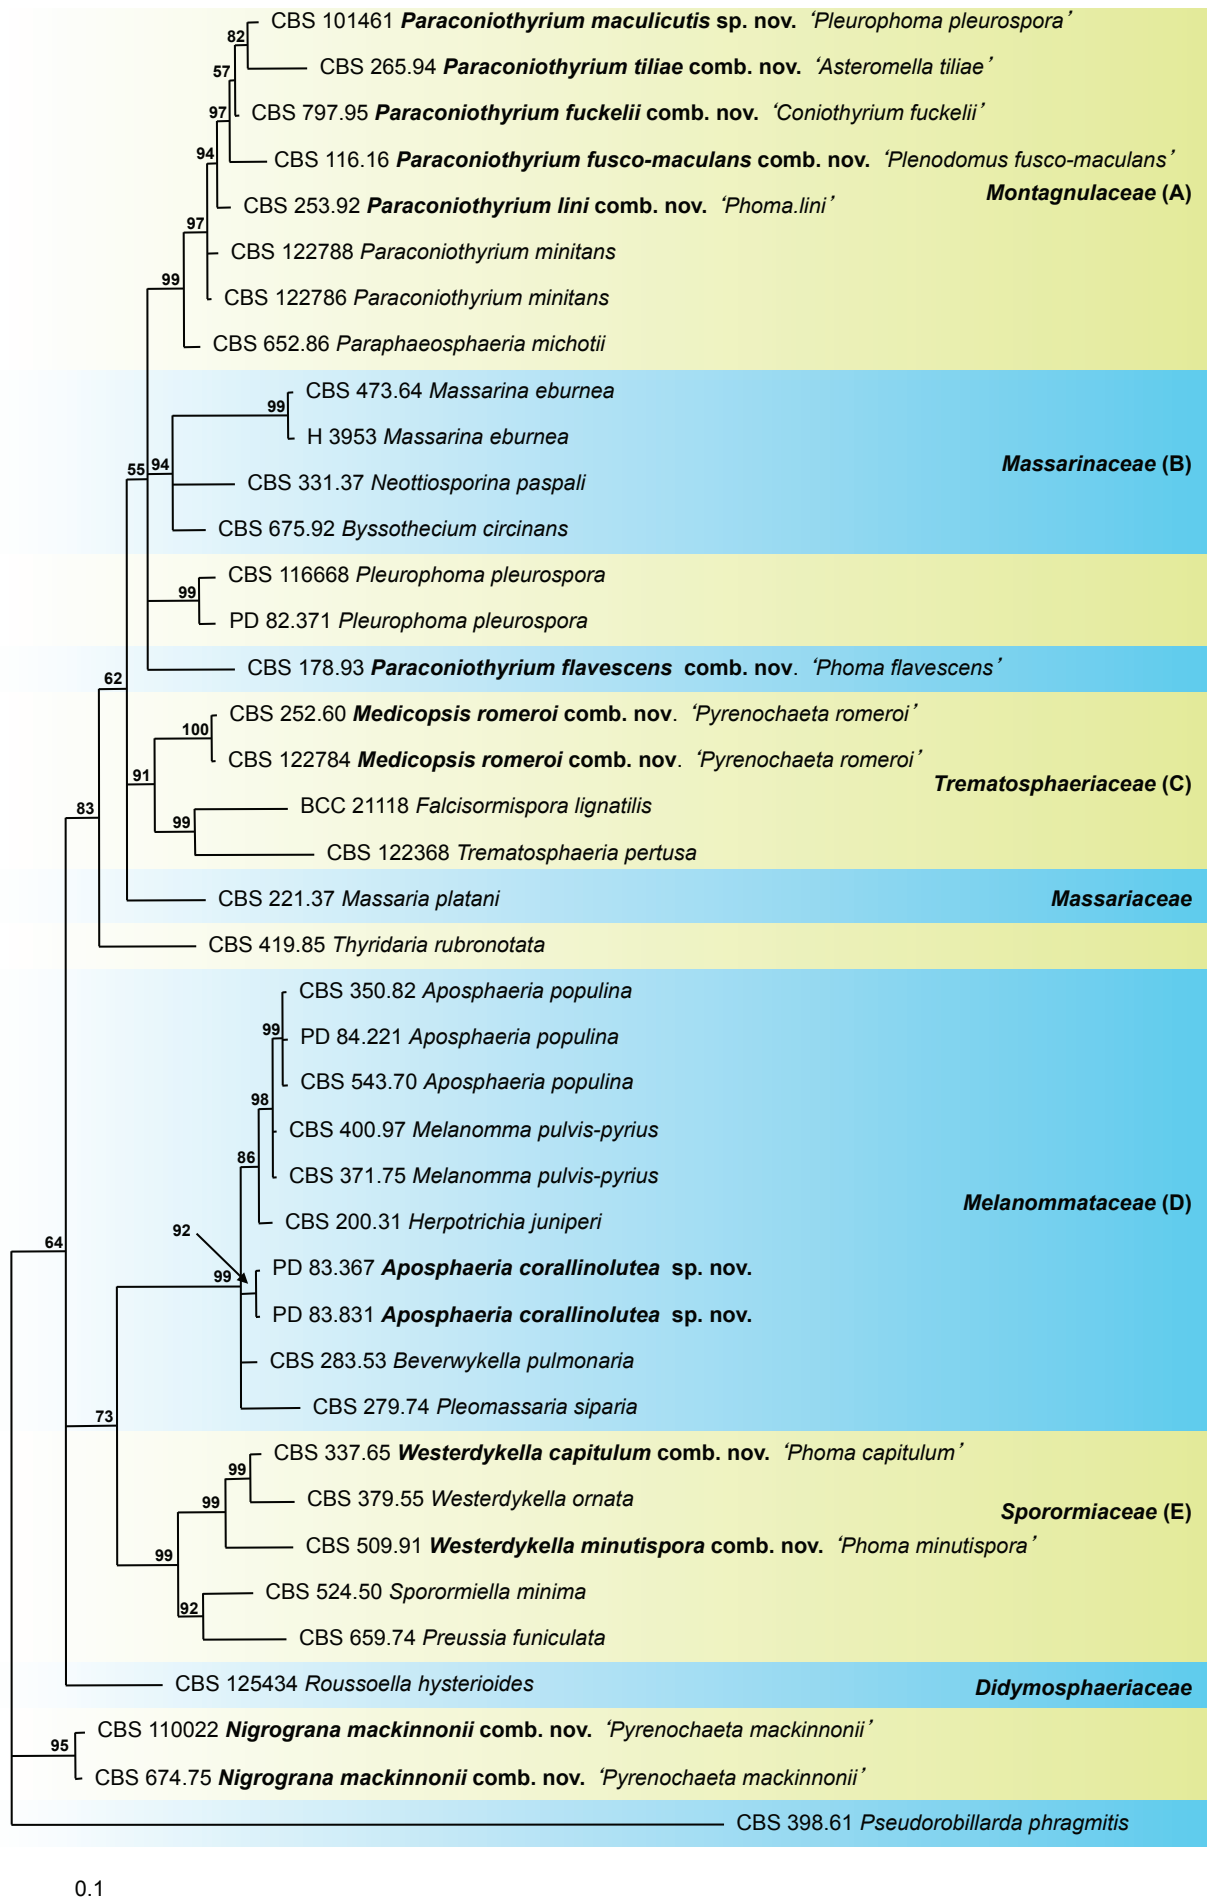 CBS 101461 Paraconiothyrium maculicutis sp. nov. ‘Pleurophoma pleurospora’
82
CBS 265.94 Paraconiothyrium tiliae comb. nov. ‘Asteromella tiliae’
57
CBS 797.95 Paraconiothyrium fuckelii comb. nov. ‘Coniothyrium fuckelii’
97
CBS 116.16 Paraconiothyrium fusco-maculans comb. nov. ‘Plenodomus fusco-maculans’
94
Montagnulaceae (A)
CBS 253.92 Paraconiothyrium lini comb. nov. ‘Phoma.lini’
97
CBS 122788 Paraconiothyrium minitans
99
CBS 122786 Paraconiothyrium minitans
CBS 652.86 Paraphaeosphaeria michotii
CBS 473.64 Massarina eburnea
99
H 3953 Massarina eburnea
55 94
Massarinaceae (B)
CBS 331.37 Neottiosporina paspali
CBS 675.92 Byssothecium circinans
CBS 116668 Pleurophoma pleurospora
99
PD 82.371 Pleurophoma pleurospora
CBS 178.93 Paraconiothyrium flavescens comb. nov. ‘Phoma flavescens’
62
CBS 252.60 Medicopsis romeroi comb. nov. ‘Pyrenochaeta romeroi’
100
CBS 122784 Medicopsis romeroi comb. nov. ‘Pyrenochaeta romeroi’
91
Trematosphaeriaceae (C)
83
BCC 21118 Falcisormispora lignatilis
99
CBS 122368 Trematosphaeria pertusa
CBS 221.37 Massaria platani
Massariaceae
CBS 419.85 Thyridaria rubronotata
CBS 350.82 Aposphaeria populina
99
PD 84.221 Aposphaeria populina
CBS 543.70 Aposphaeria populina
98
CBS 400.97 Melanomma pulvis-pyrius
86
CBS 371.75 Melanomma pulvis-pyrius
Melanommataceae (D)
CBS 200.31 Herpotrichia juniperi
92
64
PD 83.367 Aposphaeria corallinolutea sp. nov.
99
PD 83.831 Aposphaeria corallinolutea sp. nov.
CBS 283.53 Beverwykella pulmonaria
CBS 279.74 Pleomassaria siparia
73
CBS 337.65 Westerdykella capitulum comb. nov. ‘Phoma capitulum’
99
CBS 379.55 Westerdykella ornata
99
Sporormiaceae (E)
CBS 509.91 Westerdykella minutispora comb. nov. ‘Phoma minutispora’
99
CBS 524.50 Sporormiella minima
92
CBS 659.74 Preussia funiculata
CBS 125434 Roussoella hysterioides
Didymosphaeriaceae
CBS 110022 Nigrograna mackinnonii comb. nov. ‘Pyrenochaeta mackinnonii’
95
CBS 674.75 Nigrograna mackinnonii comb. nov. ‘Pyrenochaeta mackinnonii’
CBS 398.61 Pseudorobillarda phragmitis
0.1